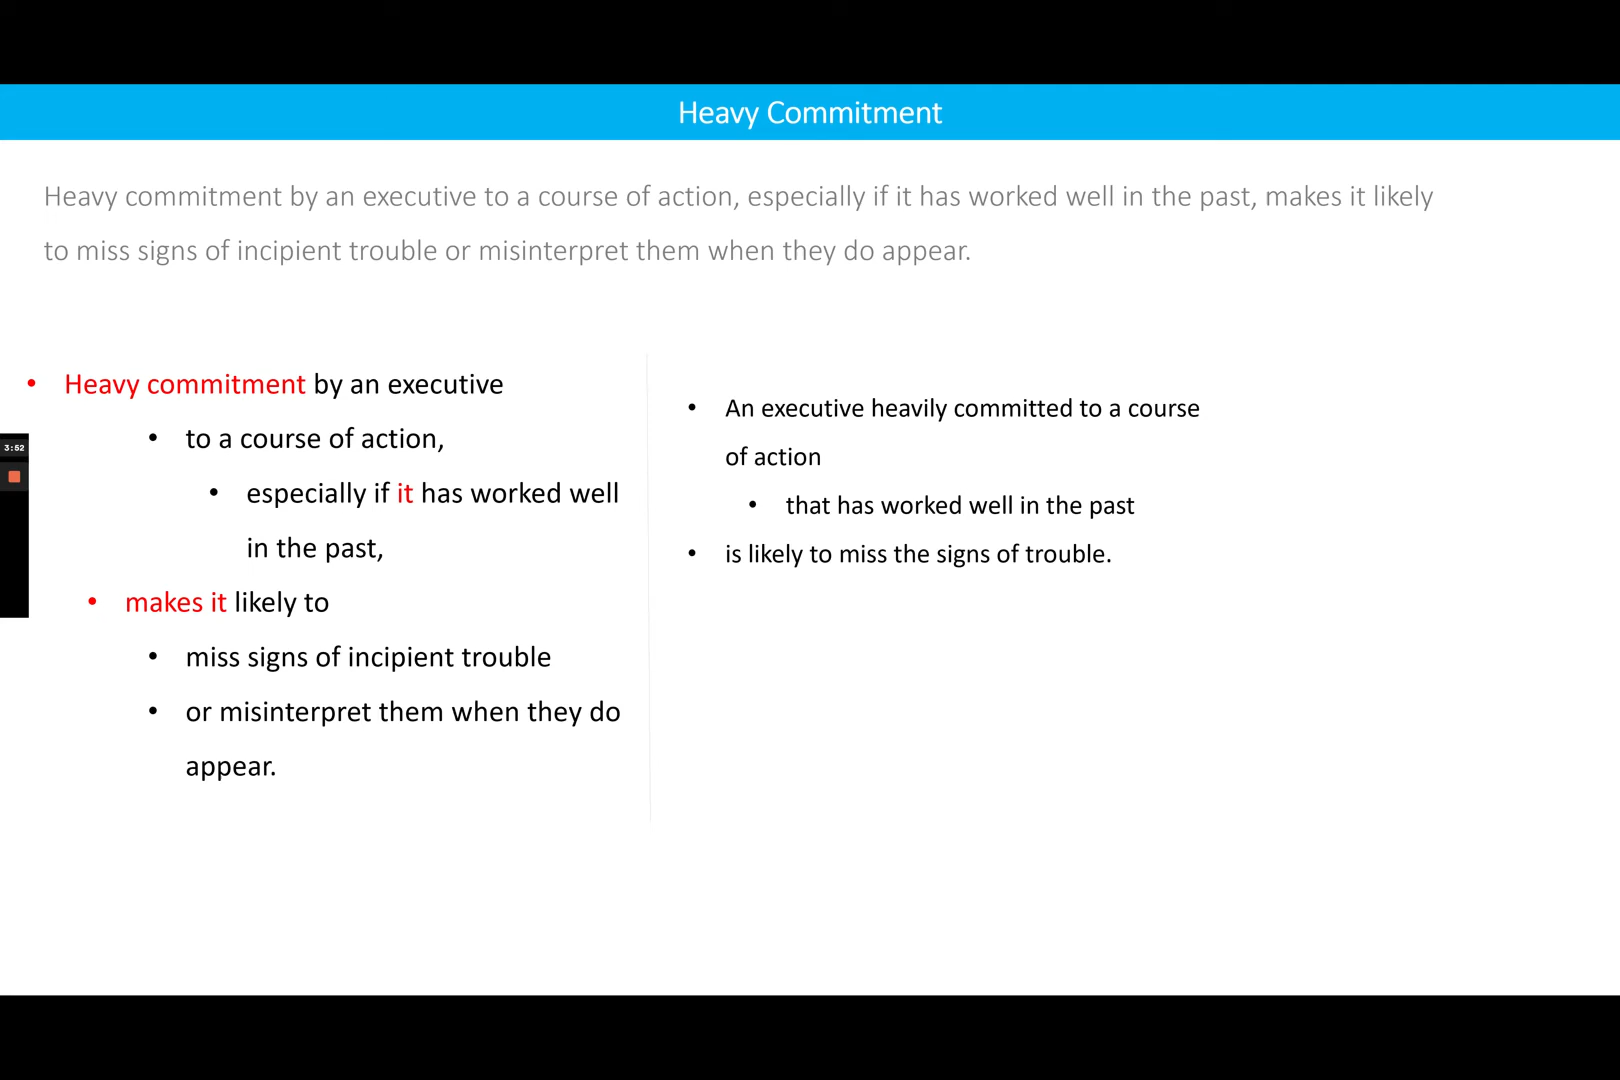 Heavy Commitment
Heavy commitment by an executive to a course of action, especially if it has worked well in the past, makes it likely
to miss signs of incipient trouble or misinterpret them when they do appear.
• Heavy commitment by an executive
• to a course of action,
• especially if it has worked well
in the past,
• makes it likely to
• miss signs of incipient trouble
• or misinterpret them when they do
appear.
• An executive heavily committed to a course
of action
• that has worked well in the past
• is likely to miss the signs of trouble.
3:52